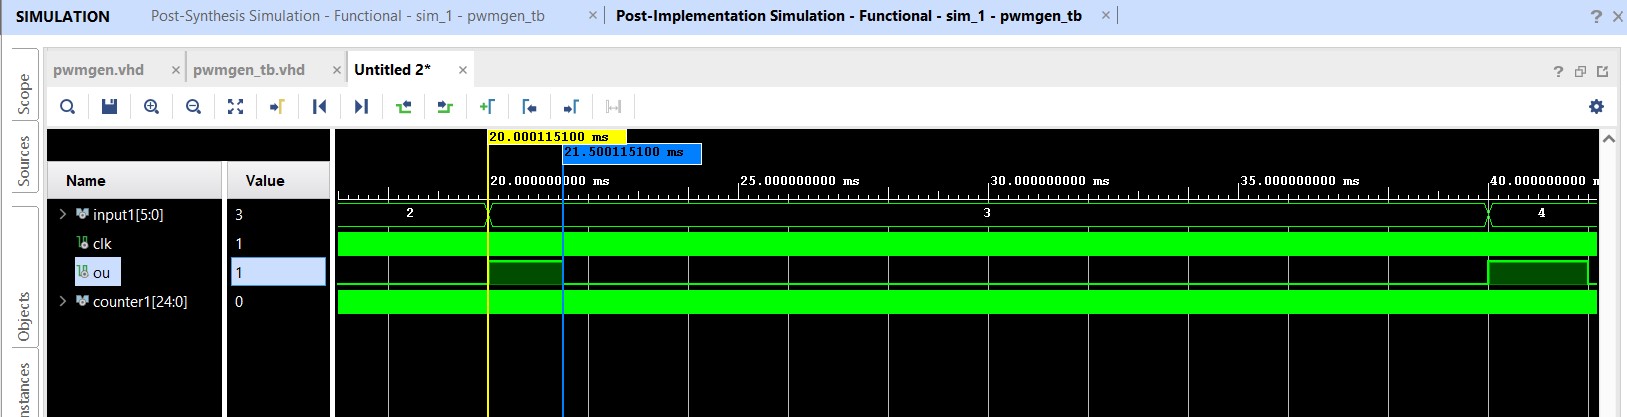 SIMULATION Post-Synthesis Simulation - Functional - sim_1 - pwmgen_tb × Post-Implementation Simulation - Functional - sim_1 - pwmgen_tb × ? ×
pwmgen.vhd × pwmgen_tb.vhd × Untitled 2* × ?
Scope
Sources
Objects
nstances
20.000115100 ms
21.500115100 ms
Name Value 20.000000000 ms 25.000000000 ms 30.000000000 ms 35.000000000 ms 40.000000000 m
input1[5:0] 3 2 3 4
clk 1
ou 1
counter1[24:0] 0